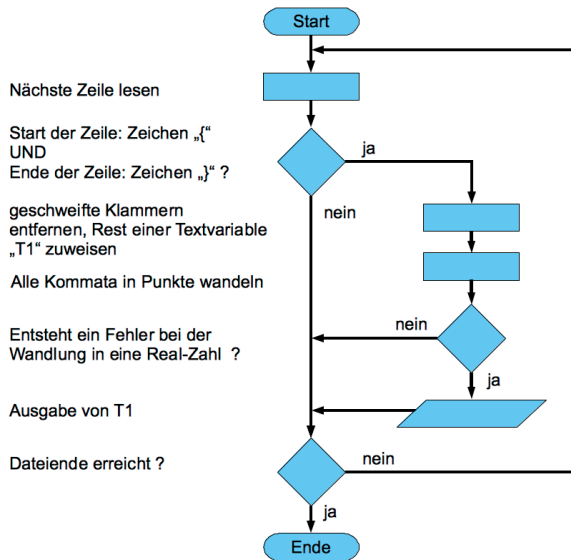 Start
Nächste Zeile lesen
Start der Zeile: Zeichen „{“
UND
Ende der Zeile: Zeichen „}“ ?
ja
nein
geschweifte Klammern
entfernen, Rest einer Textvariable
„T1“ zuweisen
Alle Kommata in Punkte wandeln
nein
Entsteht ein Fehler bei der
Wandlung in eine Real-Zahl ?
ja
Ausgabe von T1
Dateiende erreicht ?
nein
ja
Ende